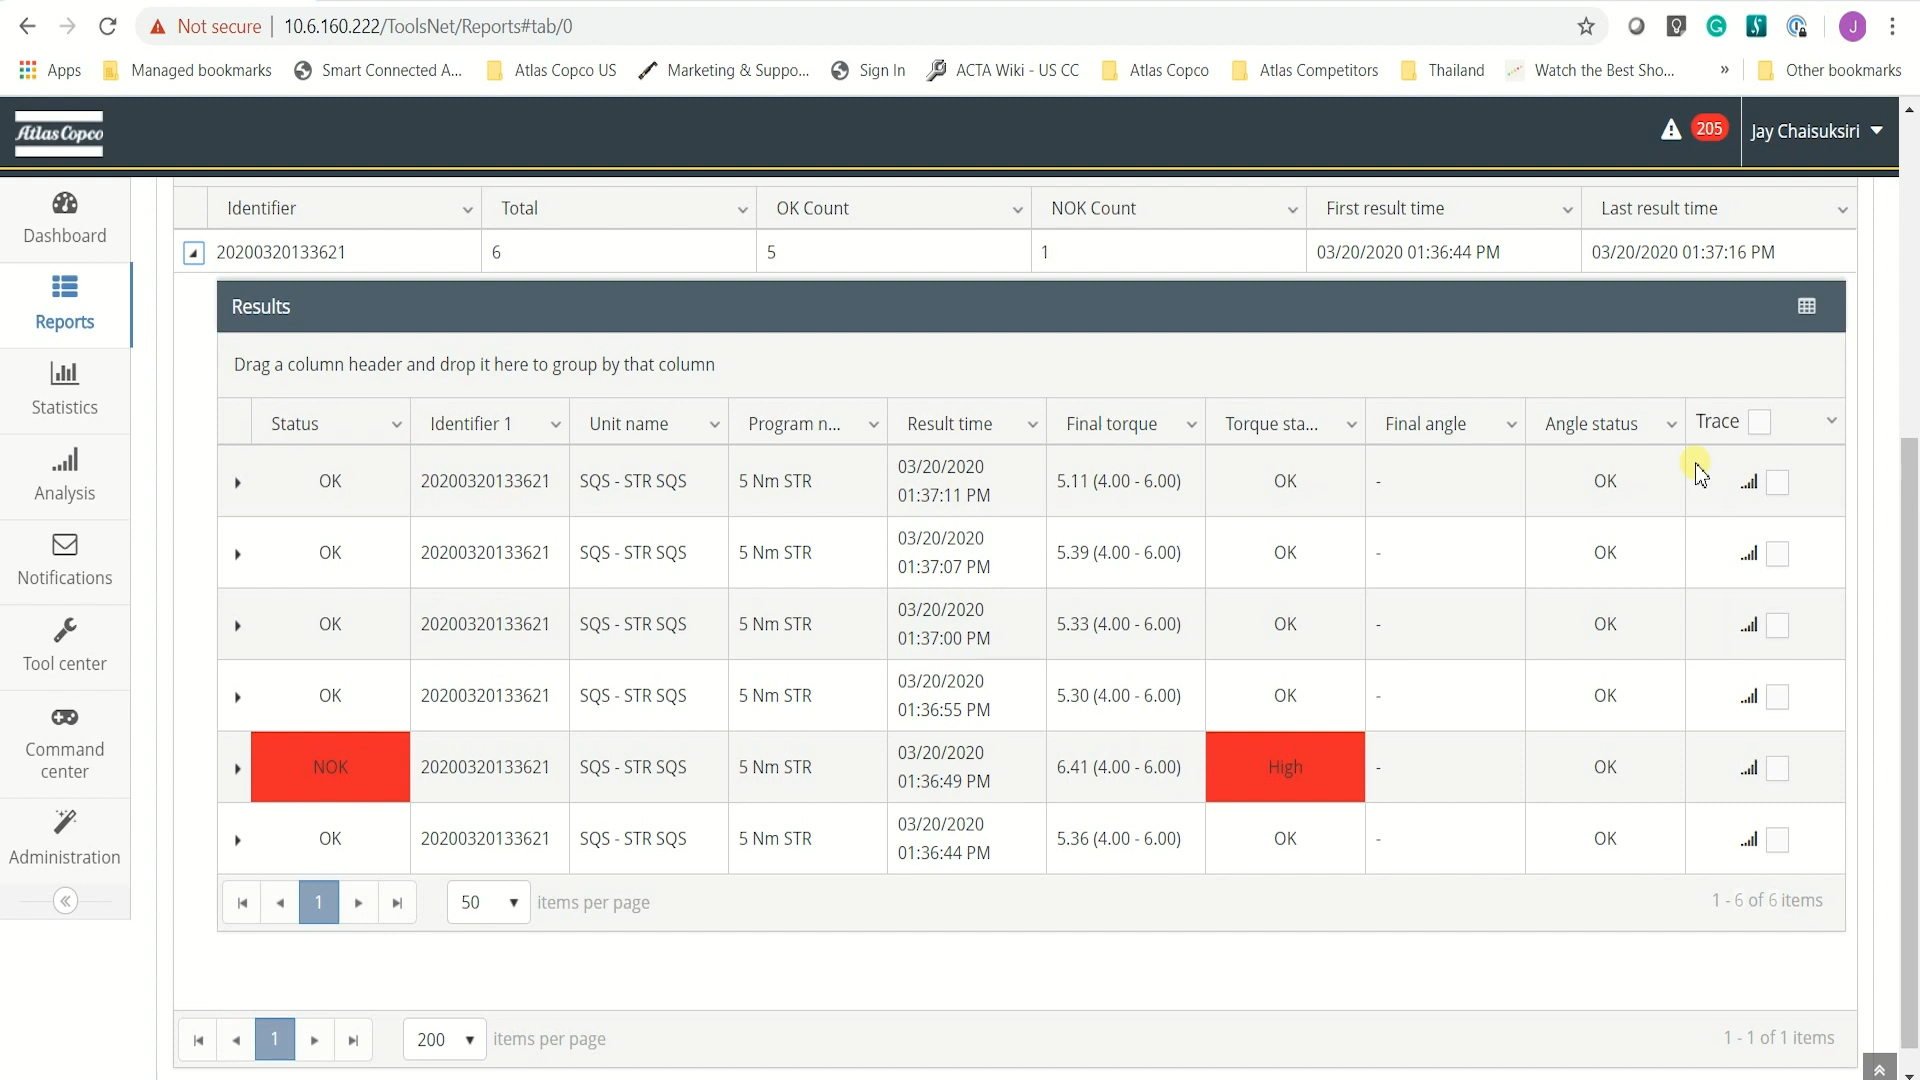 Not secure | 10.6.160.222/ToolsNet/Reports#tab/0
J
Apps Managed bookmarks Smart Connected A... Atlas Copco US Marketing & Suppo... Sign In ACTA Wiki - US CC Atlas Copco Atlas Competitors Thailand Watch the Best Sho... » Other bookmarks
Atlas Copco
205 Jay Chaisuksiri
Dashboard
Reports
Statistics
Analysis
Notifications
Tool center
Command
center
Administration
Identifier Total OK Count NOK Count First result time Last result time
20200320133621 6 5 1 03/20/2020 01:36:44 PM 03/20/2020 01:37:16 PM
Results
Drag a column header and drop it here to group by that column
Status Identifier 1 Unit name Program n... Result time Final torque Torque sta... Final angle Angle status Trace
OK 20200320133621 SQS - STR SQS 5 Nm STR 03/20/2020 01:37:11 PM 5.11 (4.00 - 6.00) OK - OK
OK 20200320133621 SQS - STR SQS 5 Nm STR 03/20/2020 01:37:07 PM 5.39 (4.00 - 6.00) OK - OK
OK 20200320133621 SQS - STR SQS 5 Nm STR 03/20/2020 01:37:00 PM 5.33 (4.00 - 6.00) OK - OK
OK 20200320133621 SQS - STR SQS 5 Nm STR 03/20/2020 01:36:55 PM 5.30 (4.00 - 6.00) OK - OK
NOK 20200320133621 SQS - STR SQS 5 Nm STR 03/20/2020 01:36:49 PM 6.41 (4.00 - 6.00) High - OK
OK 20200320133621 SQS - STR SQS 5 Nm STR 03/20/2020 01:36:44 PM 5.36 (4.00 - 6.00) OK - OK
1 50 items per page 1 - 6 of 6 items
1 200 items per page 1 - 1 of 1 items